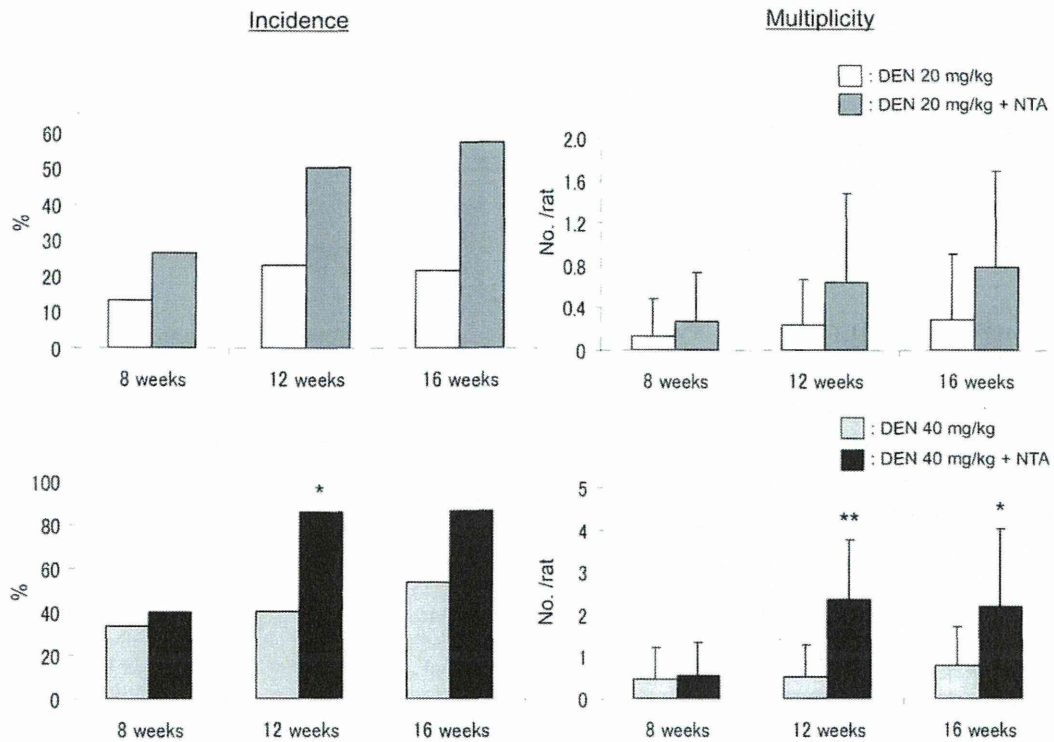 Incidence
Multiplicity
: DEN 20 mg/kg
: DEN 20 mg/kg + NTA
60
50
40
30
20
10
0
%
8 weeks 12 weeks 16 weeks
2.0
1.6
1.2
0.8
0.4
0
No. /rat
8 weeks 12 weeks 16 weeks
: DEN 40 mg/kg
: DEN 40 mg/kg + NTA
100
80
60
40
20
0
%
*
8 weeks 12 weeks 16 weeks
5
4
3
2
1
0
No. /rat
** *
8 weeks 12 weeks 16 weeks